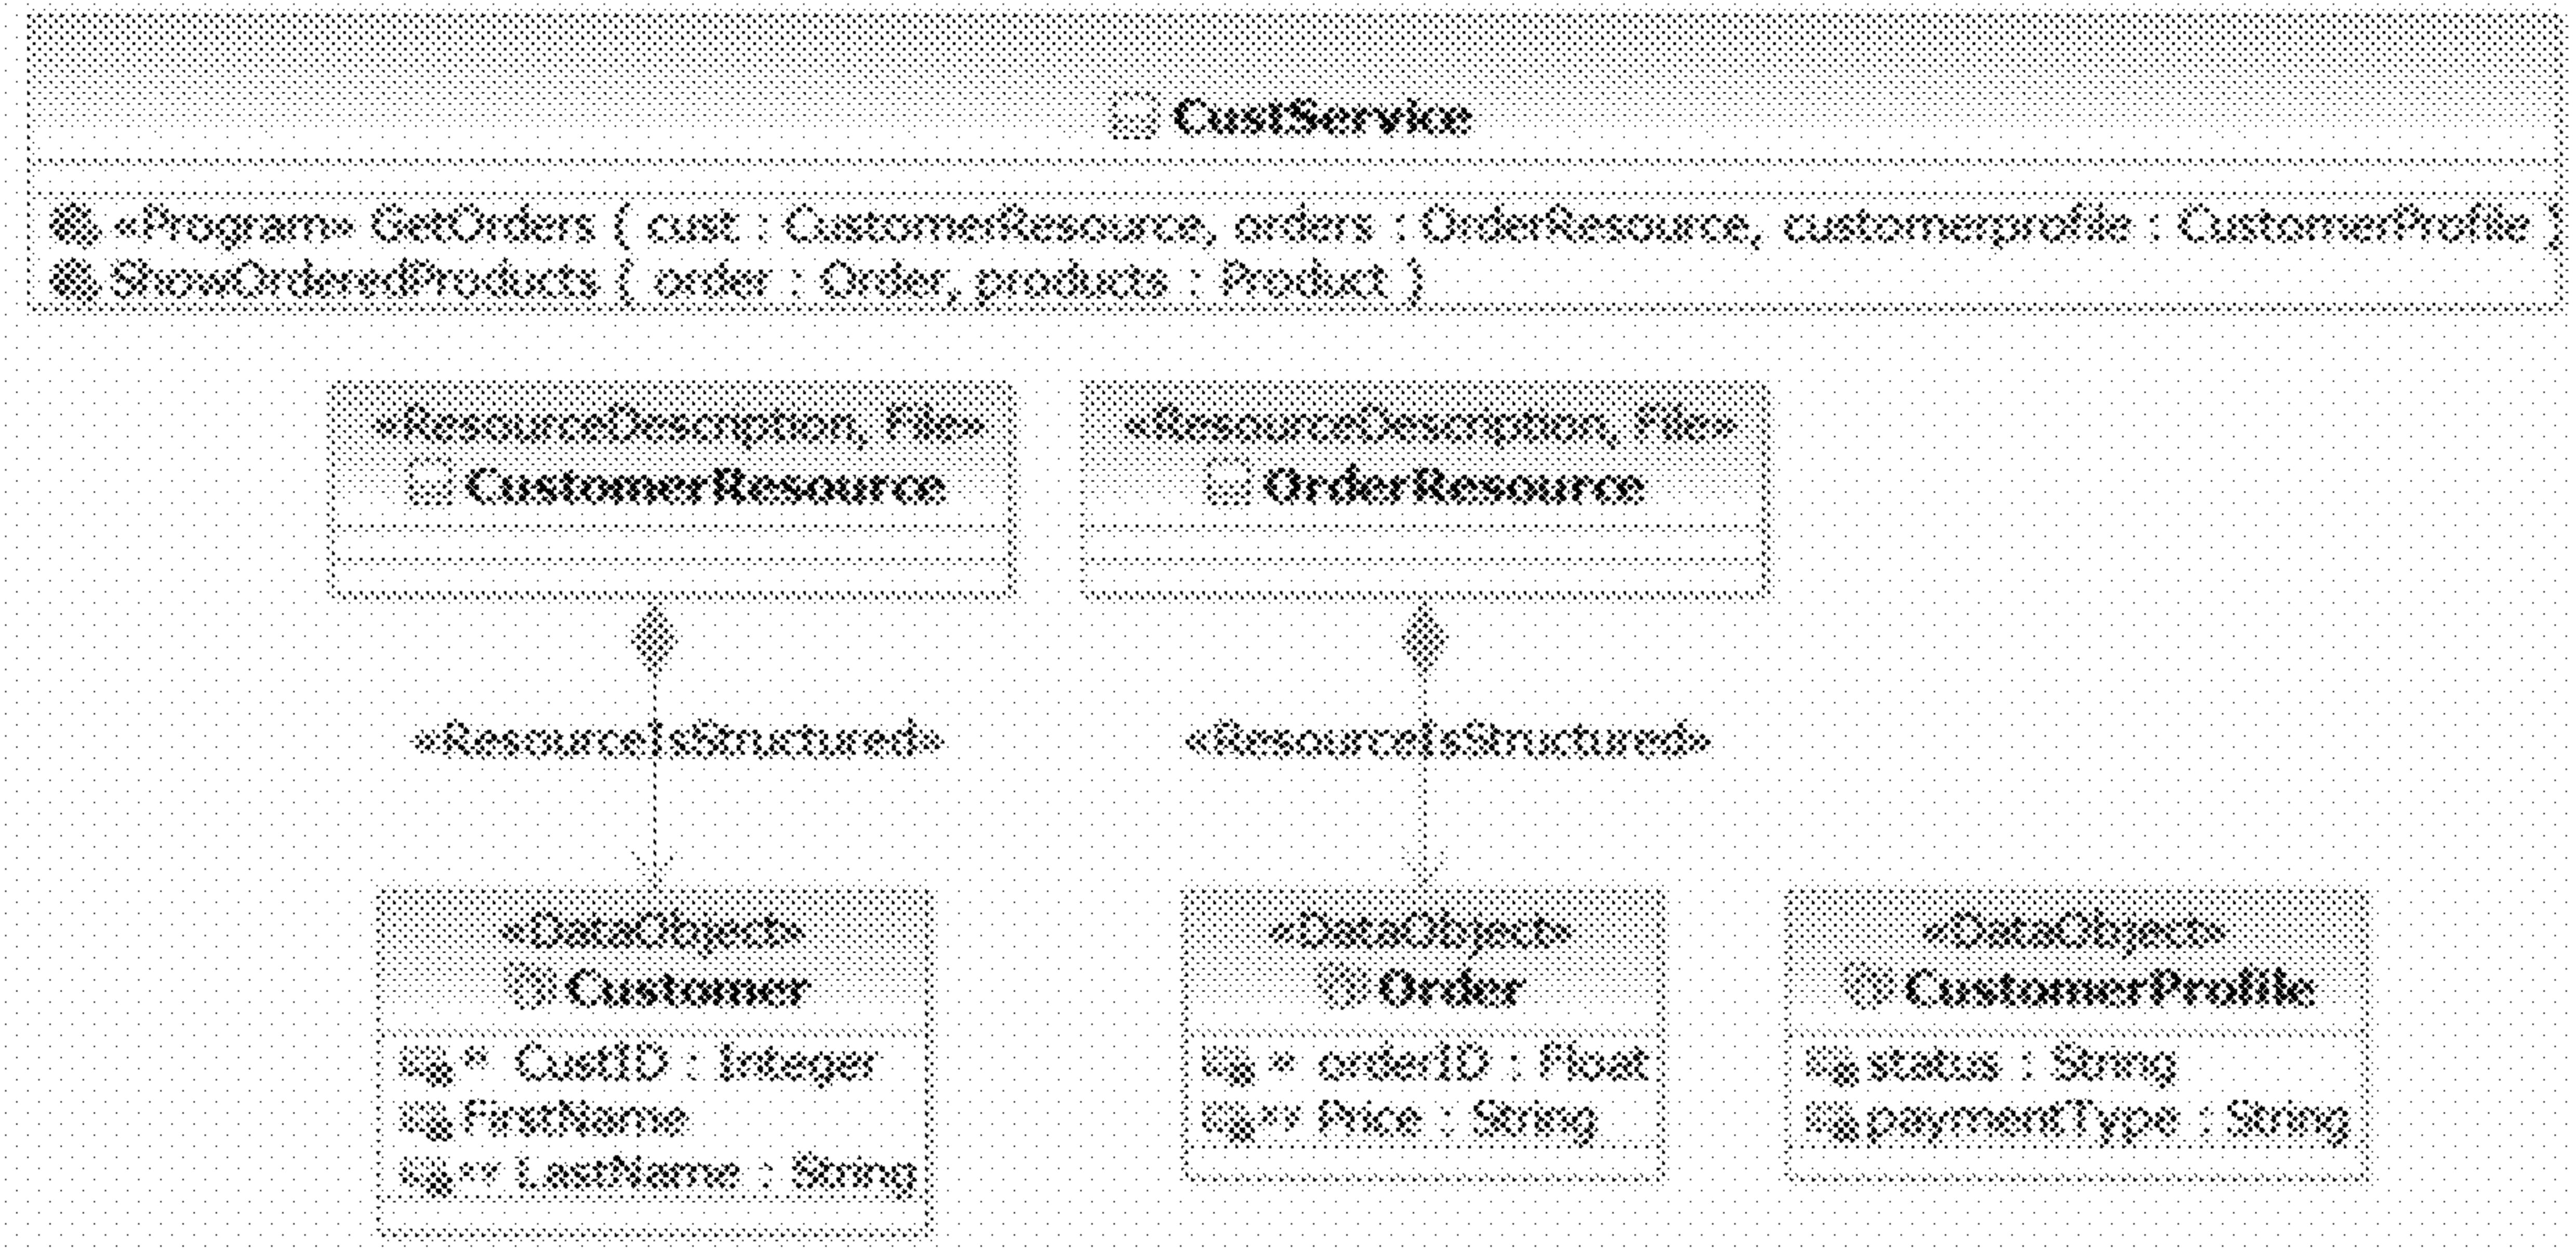 CustService
«Program» GetOrders ( cust : CustomerResource, orders : OrderResource, customerprofile : CustomerProfile )
ShowOrderedProducts ( order : Order, products : Product )
«ResourceDescription, File»
CustomerResource
«ResourceDescription, File»
OrderResource
«ResourceIsStructured»
«ResourceIsStructured»
«DataObject»
Customer
* CustID : Integer
FirstName
LastName : String
«DataObject»
Order
* orderID : Float
Price : String
«DataObject»
CustomerProfile
status : String
paymentType : String